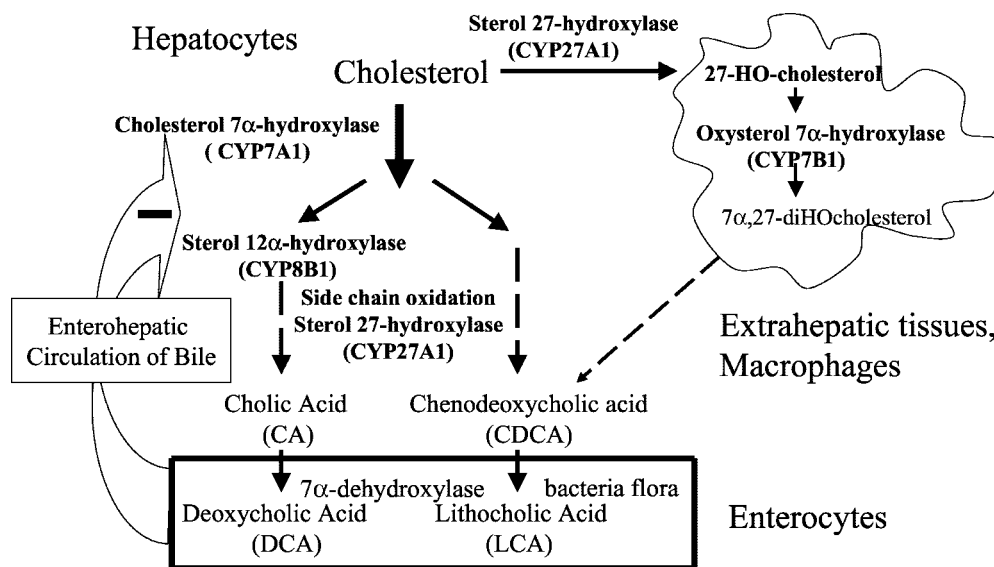 Hepatocytes
Sterol 27-hydroxylase
(CYP27A1)
Cholesterol
27-HO-cholesterol
Cholesterol 7α-hydroxylase
( CYP7A1)
Oxysterol 7α-hydroxylase
(CYP7B1)
7α,27-diHOcholesterol
Sterol 12α-hydroxylase
(CYP8B1)
Side chain oxidation
Sterol 27-hydroxylase
(CYP27A1)
Enterohepatic
Circulation of Bile
Extrahepatic tissues,
Macrophages
Cholic Acid
(CA)
Chenodeoxycholic acid
(CDCA)
7α-dehydroxylase
bacteria flora
Deoxycholic Acid
(DCA)
Lithocholic Acid
(LCA)
Enterocytes